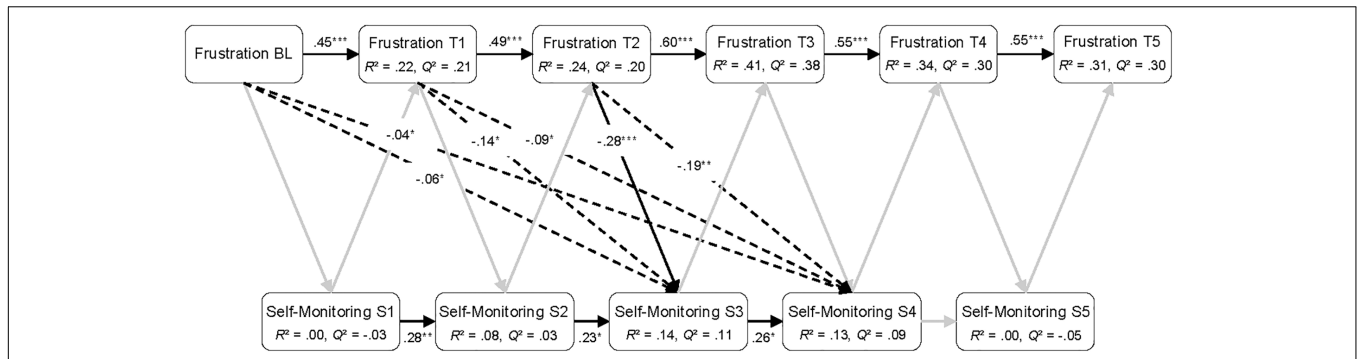 Frustration BL
.45***
Frustration T1
R² = .22, Q² = .21
.49***
Frustration T2
R² = .24, Q² = .20
.60***
Frustration T3
R² = .41, Q² = .38
.55***
Frustration T4
R² = .34, Q² = .30
.55***
Frustration T5
R² = .31, Q² = .30
-.04*
-.14*
-.09*
-.28***
-.19**
-.06*
Self-Monitoring S1
R² = .00, Q² = -.03
.28**
Self-Monitoring S2
R² = .08, Q² = .03
.23*
Self-Monitoring S3
R² = .14, Q² = .11
.26*
Self-Monitoring S4
R² = .13, Q² = .09
Self-Monitoring S5
R² = .00, Q² = -.05